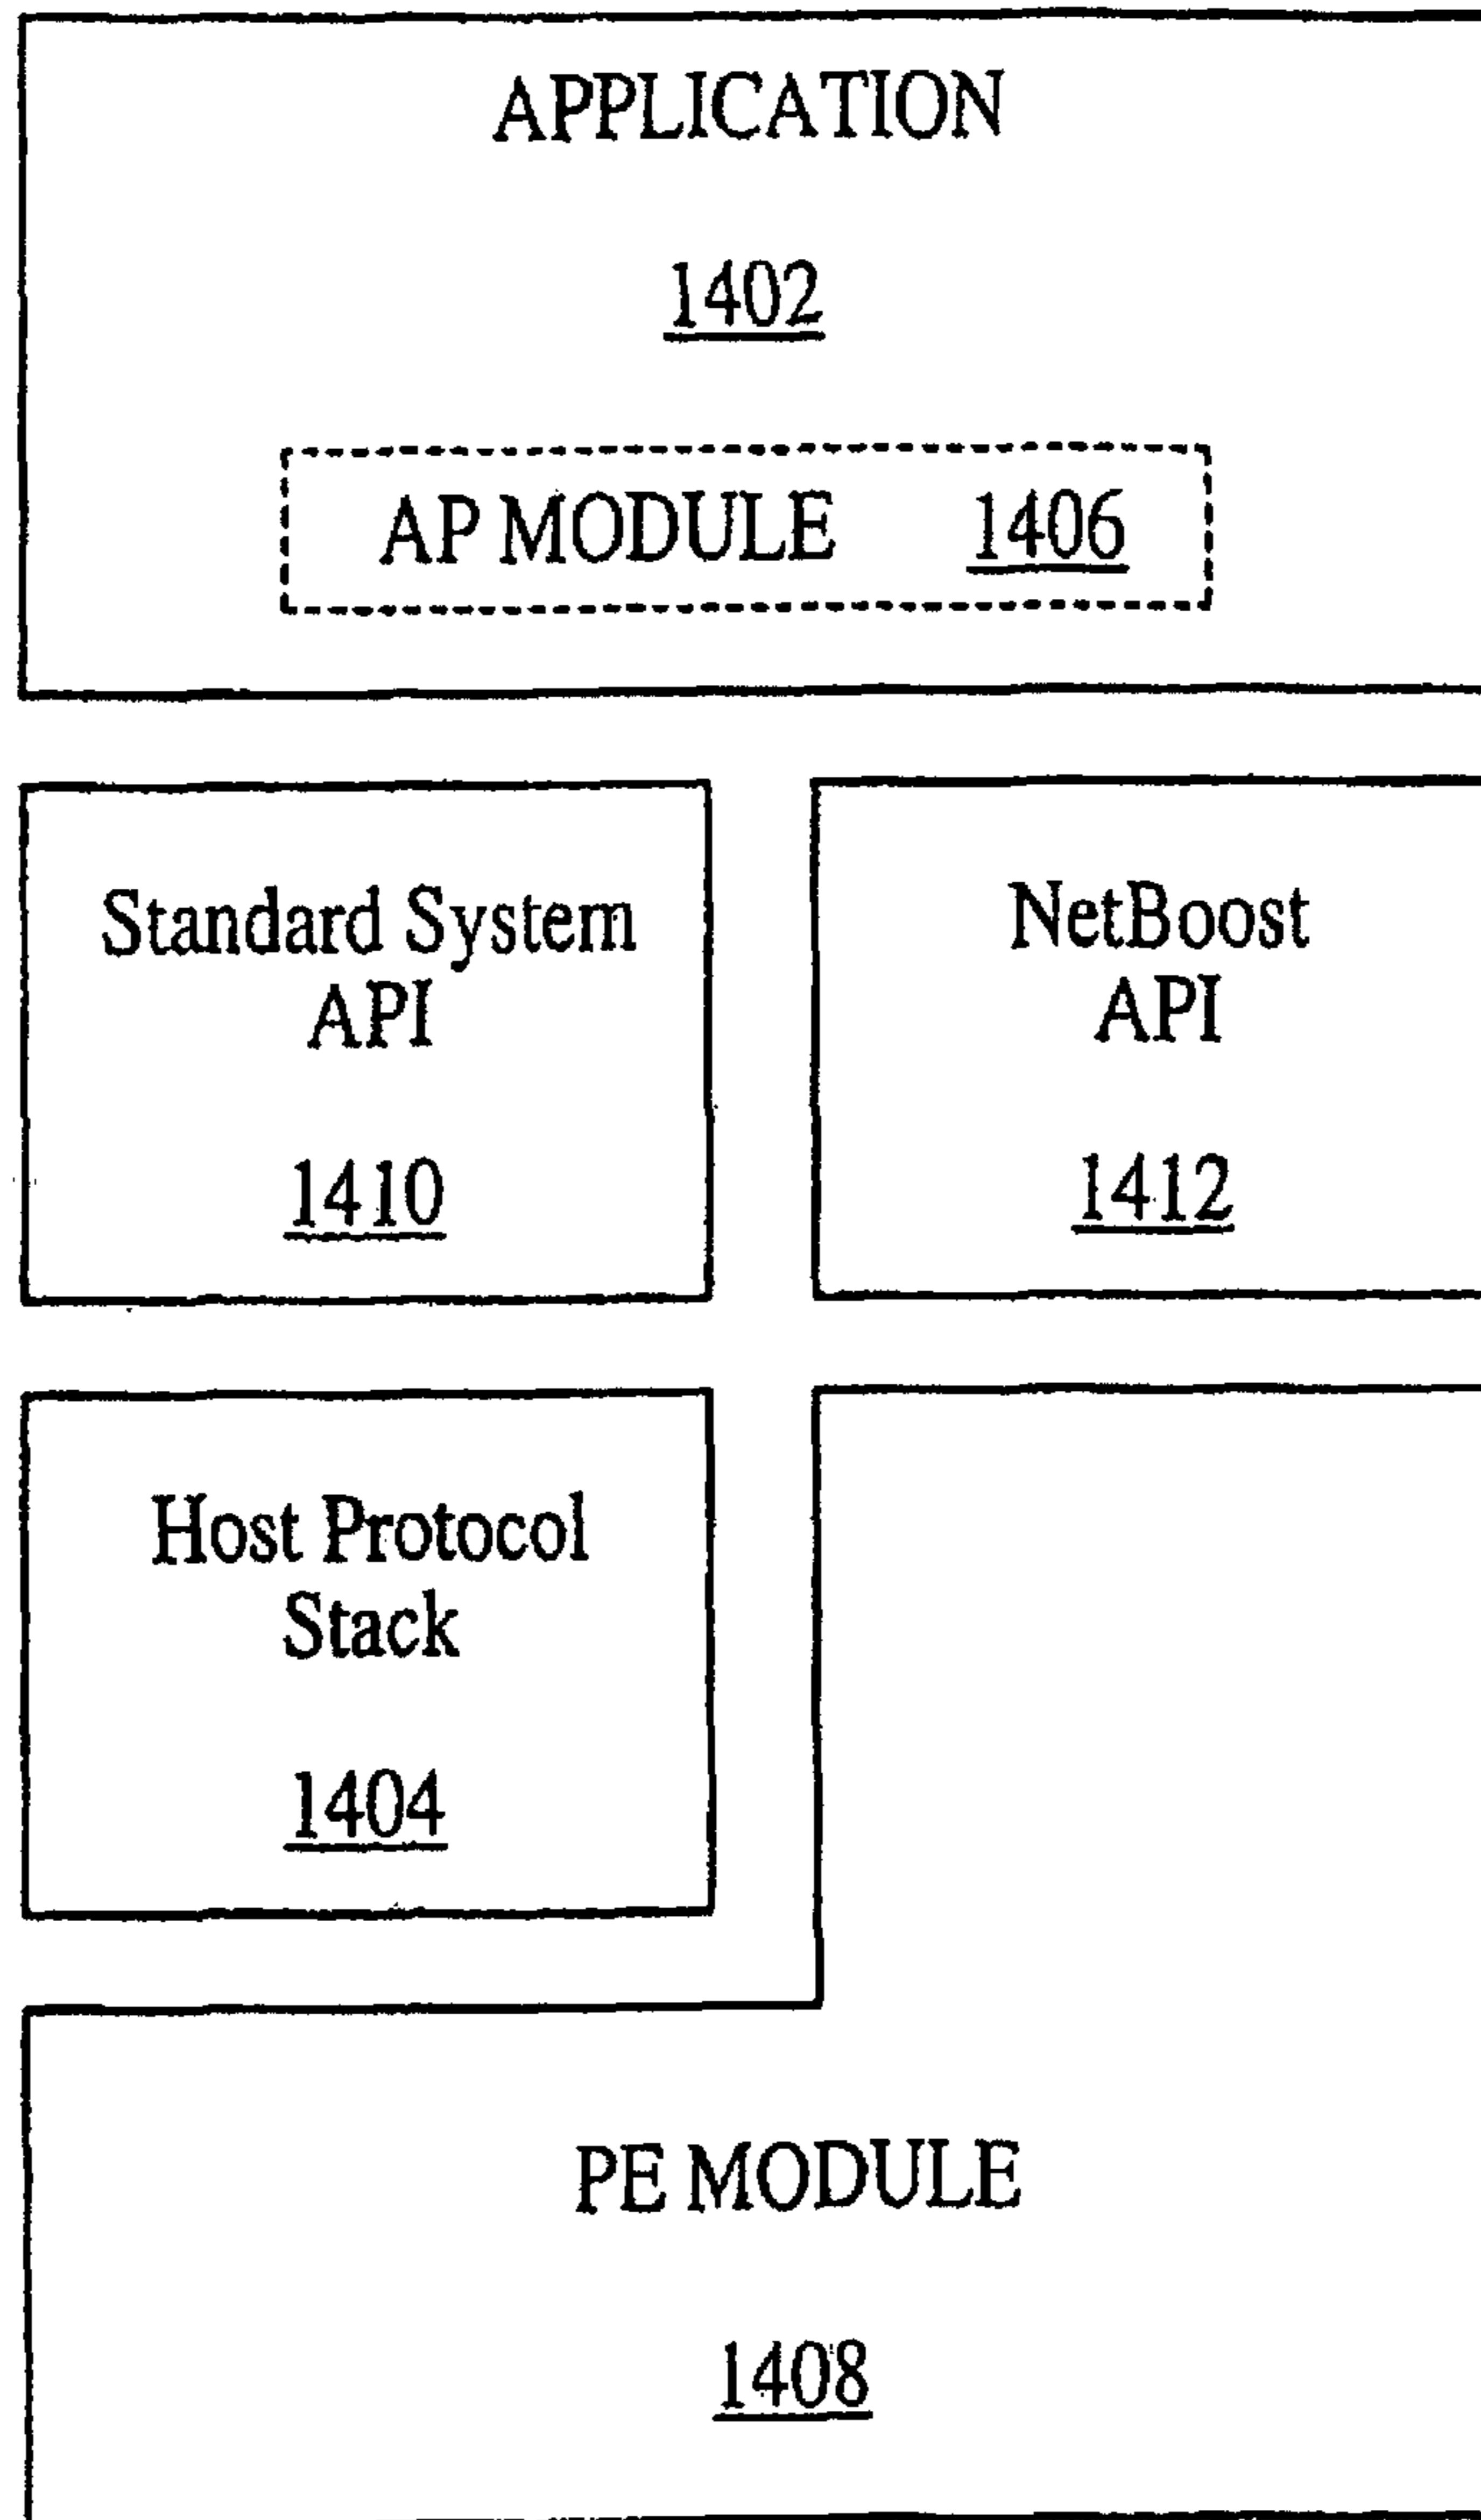 APPLICATION
1402
AP MODULE 1406
Standard System
API
1410
NetBoost
API
1412
Host Protocol
Stack
1404
PE MODULE
1408